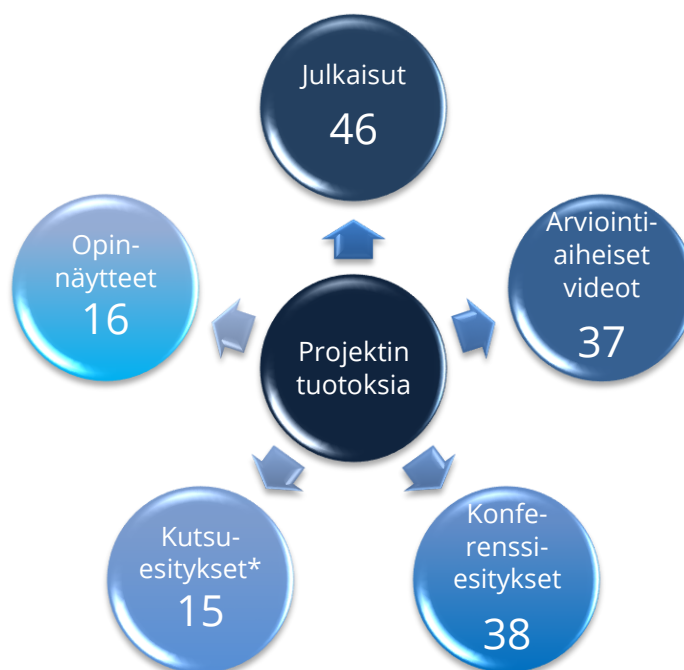 Julkaisut
46
Arviointi-
aiheiset
videot
37
Konfe-
renssi-
esitykset
38
Kutsu-
esitykset*
15
Opin-
näytteet
16
Projektin
tuotoksia